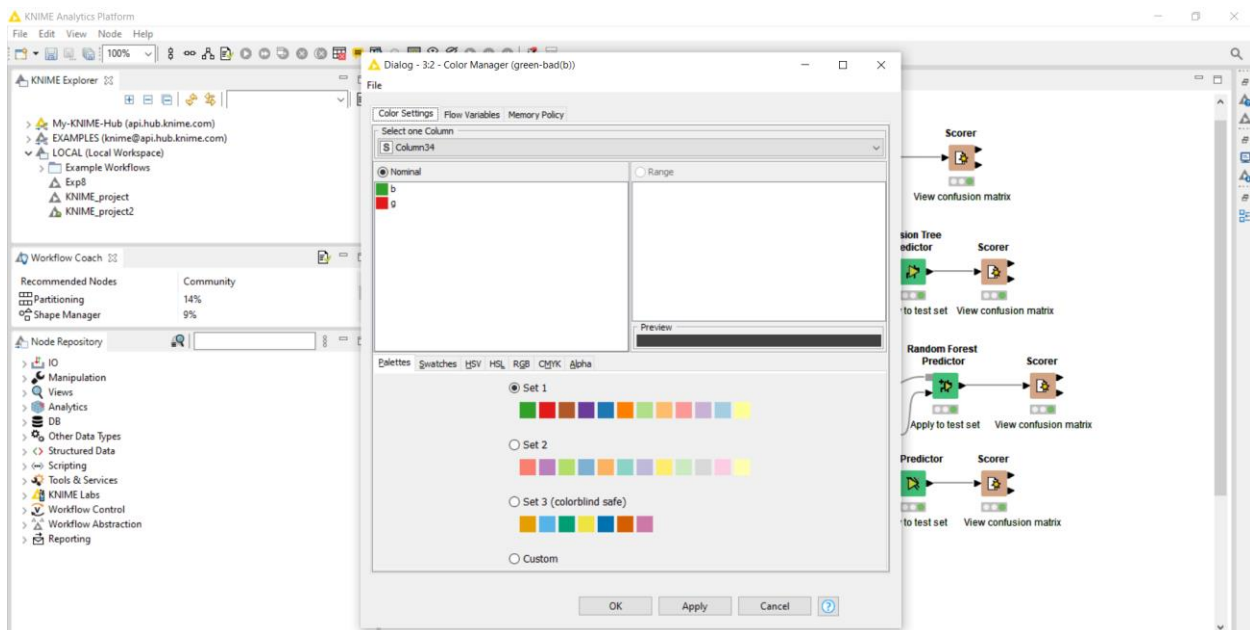 KNIME Analytics Platform
File Edit View Node Help
100%
KNIME Explorer
My-KNIME-Hub (api.hub.knime.com)
EXAMPLES (knime@api.hub.knime.com)
LOCAL (Local Workspace)
Example Workflows
Exp8
KNIME_project
KNIME_project2
Workflow Coach
Recommended Nodes Community
Partitioning 14%
Shape Manager 9%
Node Repository
IO
Manipulation
Views
Analytics
DB
Other Data Types
Structured Data
Scripting
Tools & Services
KNIME Labs
Workflow Control
Workflow Abstraction
Reporting
Dialog - 3:2 - Color Manager (green-bad(b))
File
Color Settings Flow Variables Memory Policy
Select one Column
S Column34
Nominal Range
b
g
Preview
Palettes Swatches HSV HSL RGB CMYK Alpha
Set 1
Set 2
Set 3 (colorblind safe)
Custom
OK Apply Cancel ?
Scorer
View confusion matrix
sion Tree
edictor Scorer
to test set View confusion matrix
Random Forest
Predictor Scorer
Apply to test set View confusion matrix
Predictor Scorer
to test set View confusion matrix